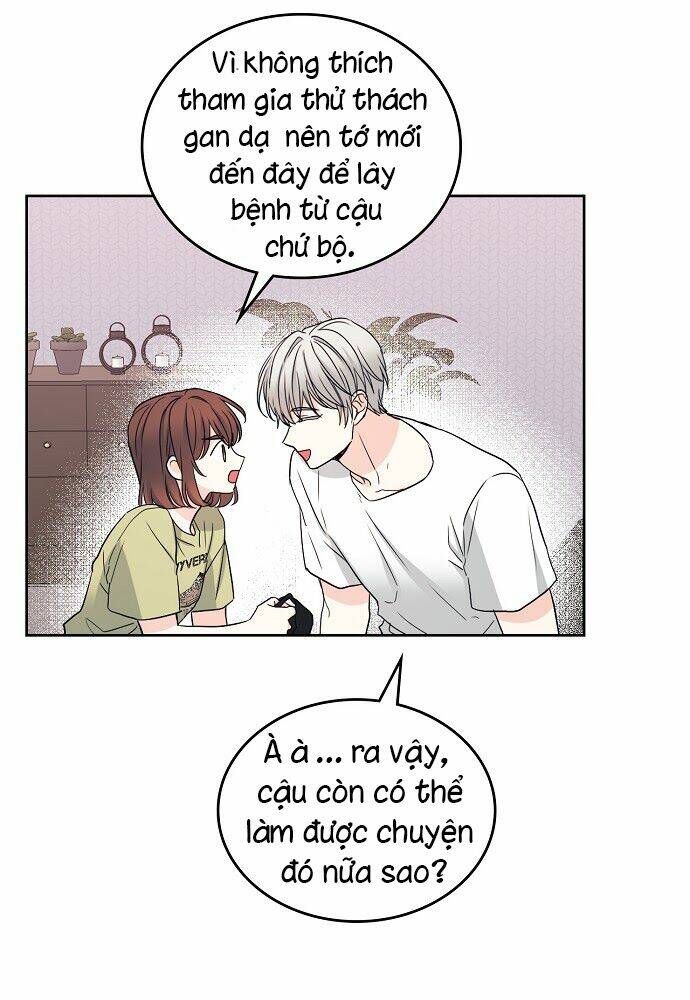 Vì không thích
tham gia thử thách
gan dạ nên tớ mới
đến đây để lây
bệnh từ cậu
chứ bộ.
YVER
À à... ra vậy,
cậu còn có thể
làm được chuyện
đó nữa sao?